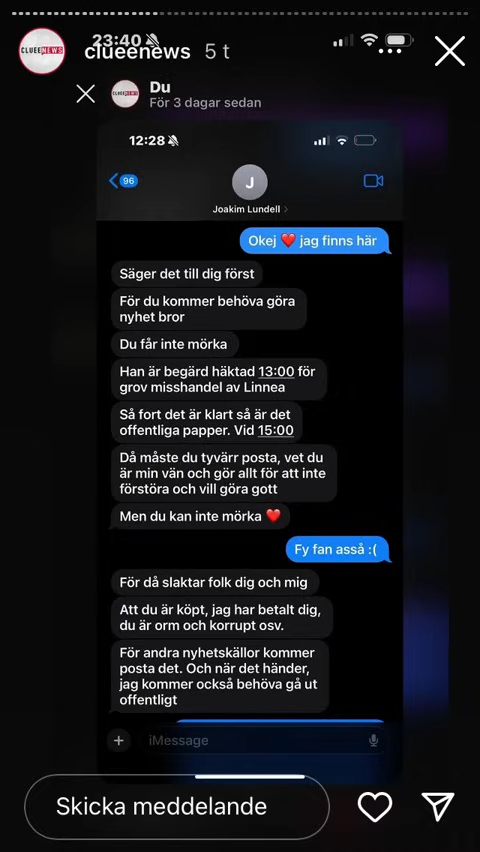 23:40
CLUEENEWS
clueenews 5 t
CLUEENEWS
Du
För 3 dagar sedan
12:28
96
J
Joakim Lundell
Okej ❤️ jag finns här
Säger det till dig först
För du kommer behöva göra
nyhet bror
Du får inte mörka
Han är begärd häktad 13:00 för
grov misshandel av Linnea
Så fort det är klart så är det
offentliga papper. Vid 15:00
Då måste du tyvärr posta, vet du
är min vän och gör allt för att inte
förstöra och vill göra gott
Men du kan inte mörka ❤️
Fy fan asså :(
För då slaktar folk dig och mig
Att du är köpt, jag har betalt dig,
du är orm och korrupt osv.
För andra nyhetskällor kommer
posta det. Och när det händer,
jag kommer också behöva gå ut
offentligt
iMessage
Skicka meddelande